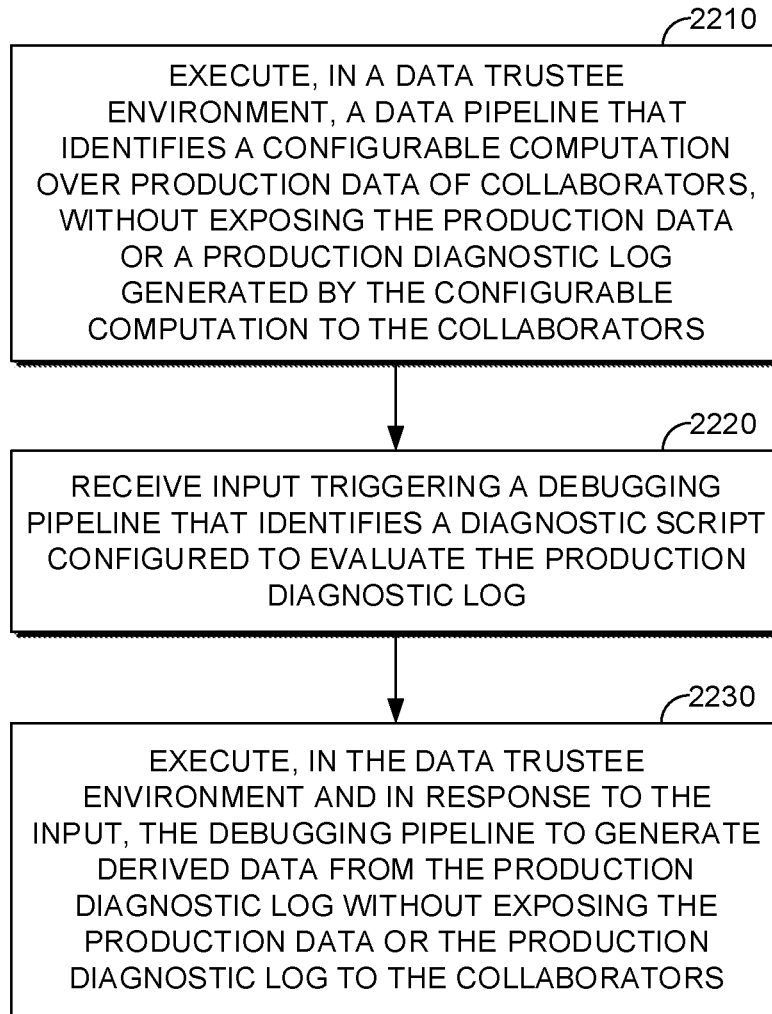 2210
EXECUTE, IN A DATA TRUSTEE
ENVIRONMENT, A DATA PIPELINE THAT
IDENTIFIES A CONFIGURABLE COMPUTATION
OVER PRODUCTION DATA OF COLLABORATORS,
WITHOUT EXPOSING THE PRODUCTION DATA
OR A PRODUCTION DIAGNOSTIC LOG
GENERATED BY THE CONFIGURABLE
COMPUTATION TO THE COLLABORATORS
2220
RECEIVE INPUT TRIGGERING A DEBUGGING
PIPELINE THAT IDENTIFIES A DIAGNOSTIC SCRIPT
CONFIGURED TO EVALUATE THE PRODUCTION
DIAGNOSTIC LOG
2230
EXECUTE, IN THE DATA TRUSTEE
ENVIRONMENT AND IN RESPONSE TO THE
INPUT, THE DEBUGGING PIPELINE TO GENERATE
DERIVED DATA FROM THE PRODUCTION
DIAGNOSTIC LOG WITHOUT EXPOSING THE
PRODUCTION DATA OR THE PRODUCTION
DIAGNOSTIC LOG TO THE COLLABORATORS